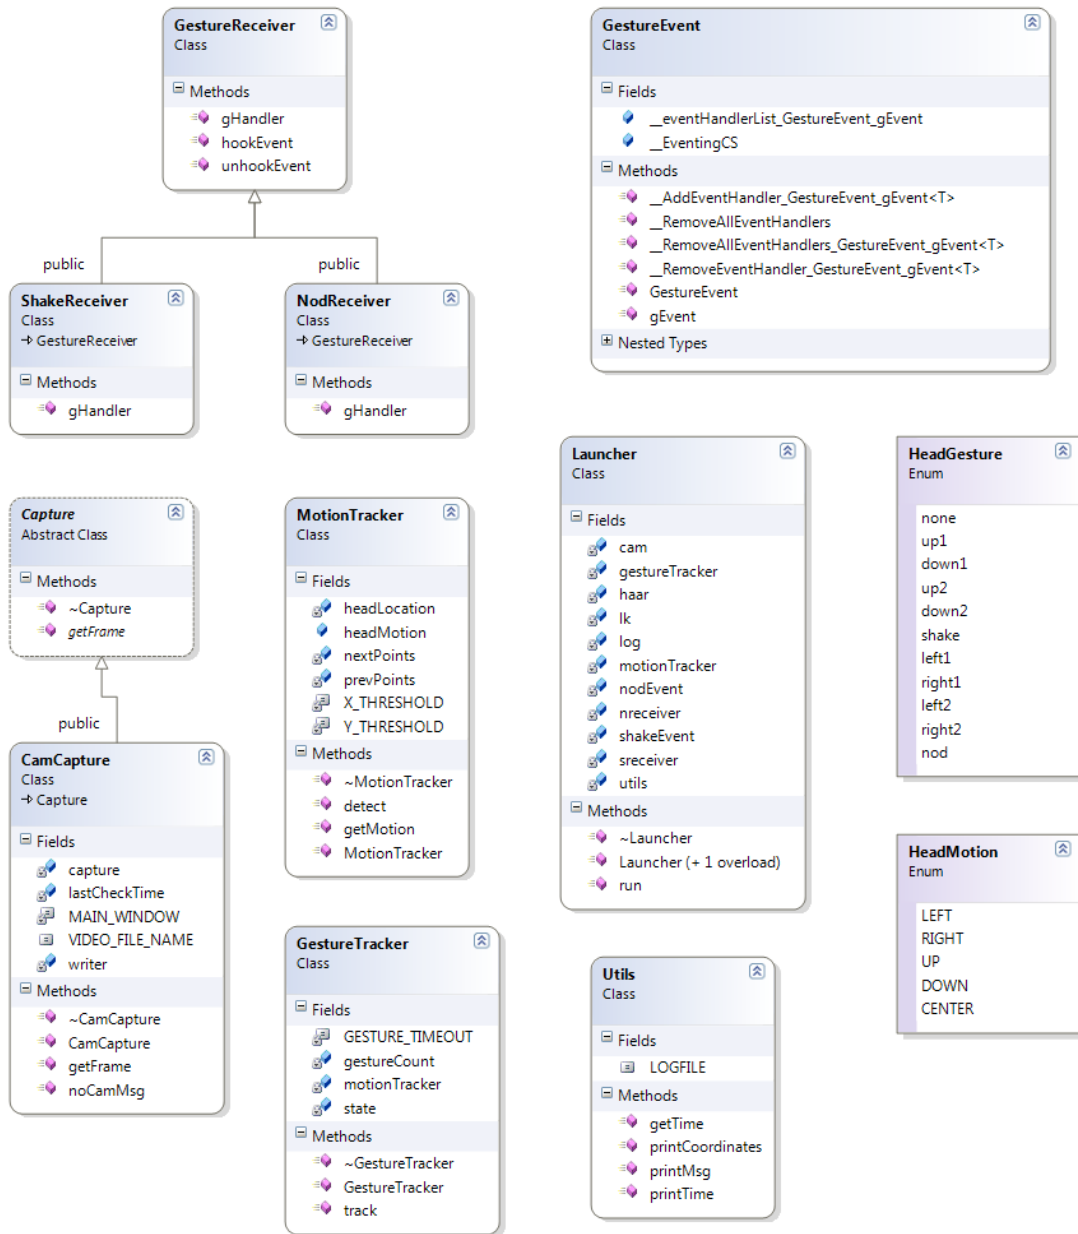 GestureReceiver
Class
Methods
gHandler
hookEvent
unhookEvent
GestureEvent
Class
Fields
__eventHandlerList_GestureEvent_gEvent
__EventingCS
Methods
__AddEventHandler_GestureEvent_gEvent<T>
__RemoveAllEventHandlers
__RemoveAllEventHandlers_GestureEvent_gEvent<T>
__RemoveEventHandler_GestureEvent_gEvent<T>
GestureEvent
gEvent
Nested Types
public
public
ShakeReceiver
Class
GestureReceiver
Methods
gHandler
NodReceiver
Class
GestureReceiver
Methods
gHandler
Capture
Abstract Class
Methods
~Capture
getFrame
public
CamCapture
Class
Capture
Fields
capture
lastCheckTime
MAIN_WINDOW
VIDEO_FILE_NAME
writer
Methods
~CamCapture
CamCapture
getFrame
noCamMsg
MotionTracker
Class
Fields
headLocation
headMotion
nextPoints
prevPoints
X_THRESHOLD
Y_THRESHOLD
Methods
~MotionTracker
detect
getMotion
MotionTracker
GestureTracker
Class
Fields
GESTURE_TIMEOUT
gestureCount
motionTracker
state
Methods
~GestureTracker
GestureTracker
track
Launcher
Class
Fields
cam
gestureTracker
haar
lk
log
motionTracker
nodEvent
nreceiver
shakeEvent
sreceiver
utils
Methods
~Launcher
Launcher (+ 1 overload)
run
Utils
Class
Fields
LOGFILE
Methods
getTime
printCoordinates
printMsg
printTime
HeadGesture
Enum
none
up1
down1
up2
down2
shake
left1
right1
left2
right2
nod
HeadMotion
Enum
LEFT
RIGHT
UP
DOWN
CENTER